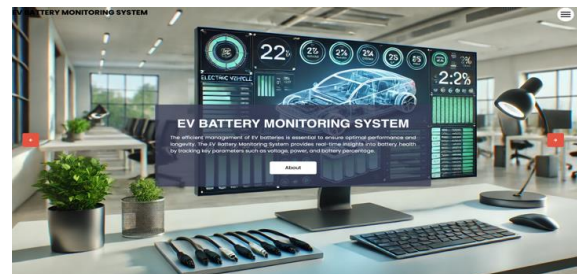 EV BATTERY MONITORING SYSTEM
ELECTRIC VEHICLE
22
2:2%
EV BATTERY MONITORING SYSTEM
The efficient management of EV batteries is essential to ensure optimal performance and
longevity. The EV Battery Monitoring System provides real-time insights into battery health
by tracking key parameters such as voltage, power, and battery percentage.
About